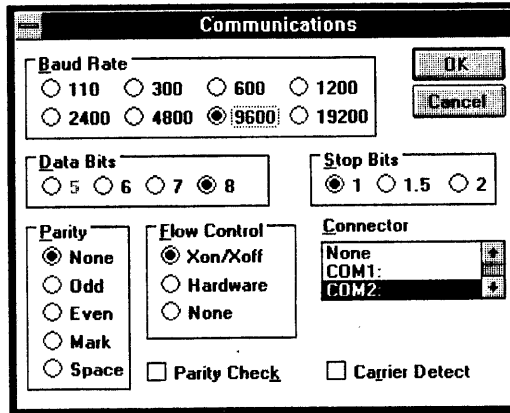 Communications
Baud Rate
110 300 600 1200
2400 4800 9600 19200
OK
Cancel
Data Bits
5 6 7 8
Stop Bits
1 1.5 2
Parity
None
Odd
Even
Mark
Space
Flow Control
Xon/Xoff
Hardware
None
Connector
None
COM1:
COM2:
Parity Check
Carrier Detect